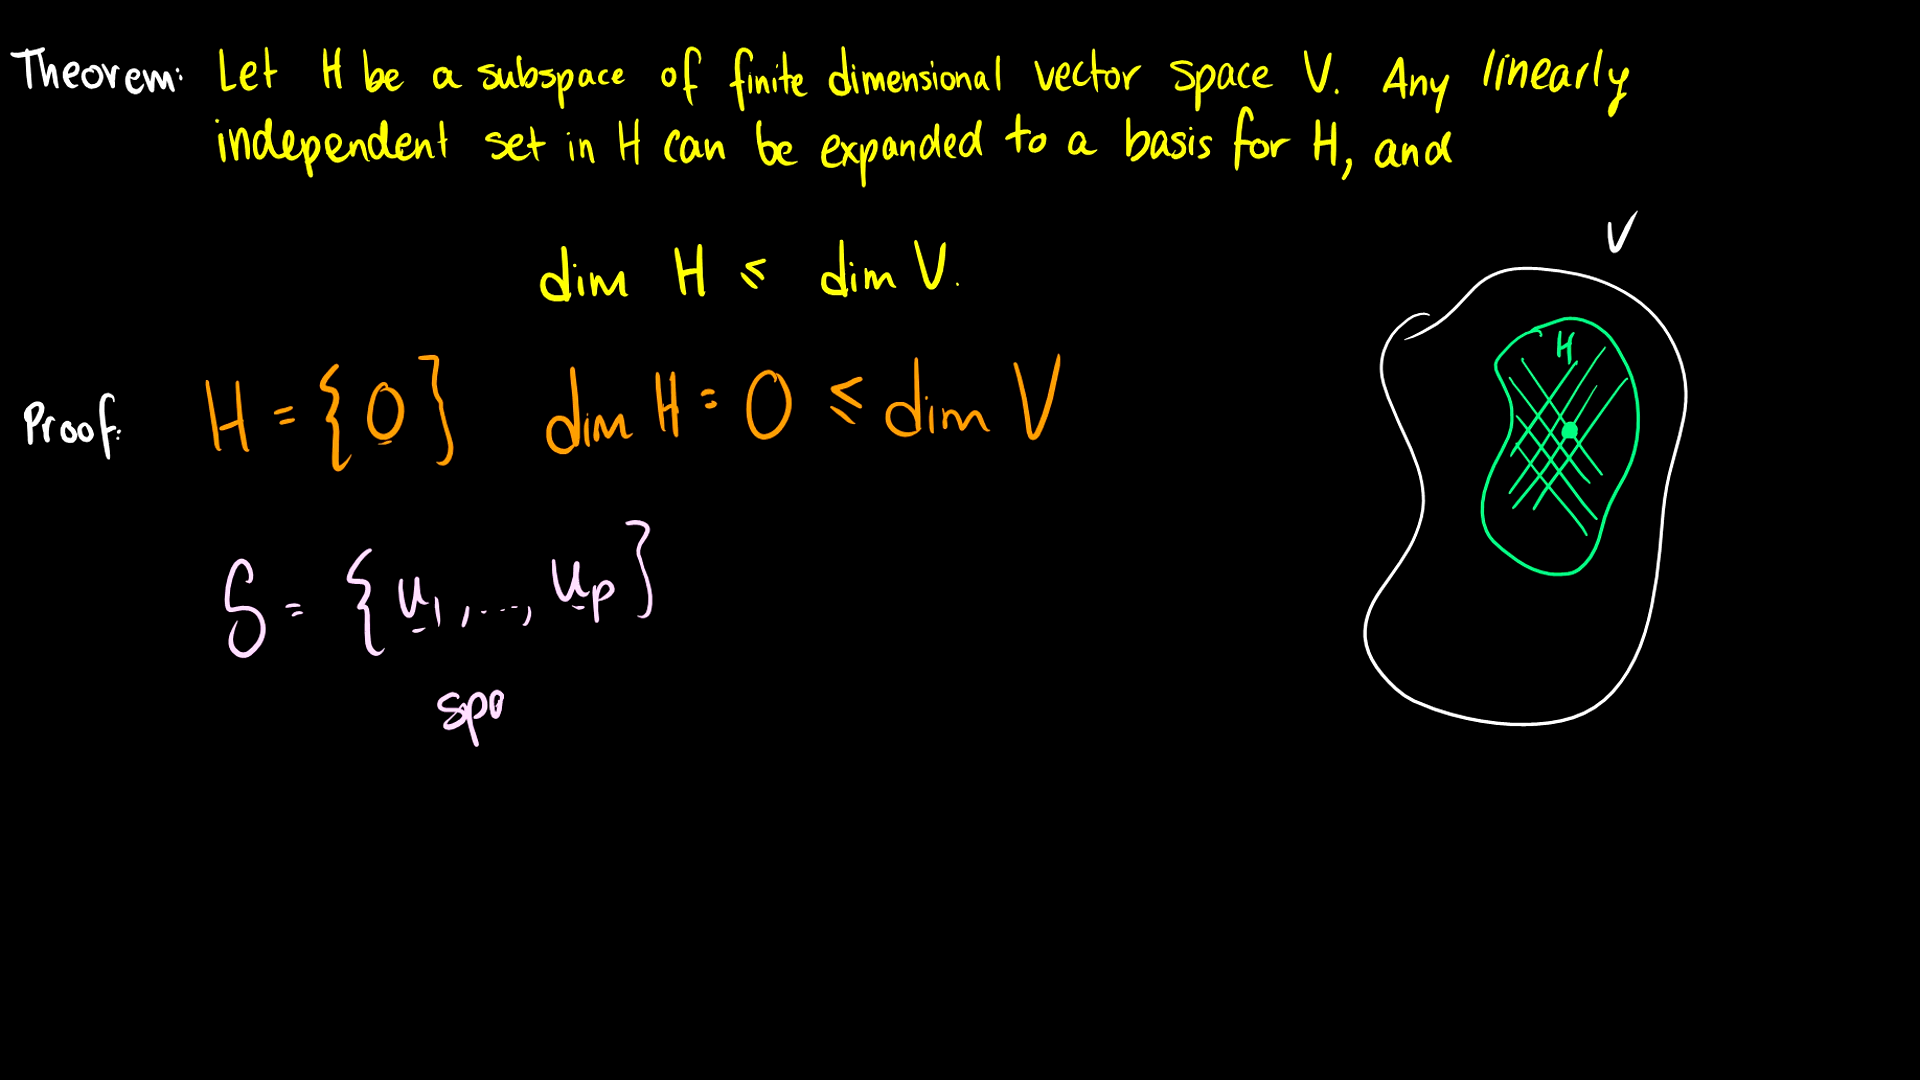 Theorem: Let H be a subspace of finite dimensional vector space V. Any linearly
independent set in H can be expanded to a basis for H, and
dim H ≤ dim V.
V
H
Proof: H = {0} dim H = 0 ≤ dim V
S = {u₁, ..., uₚ}
spa